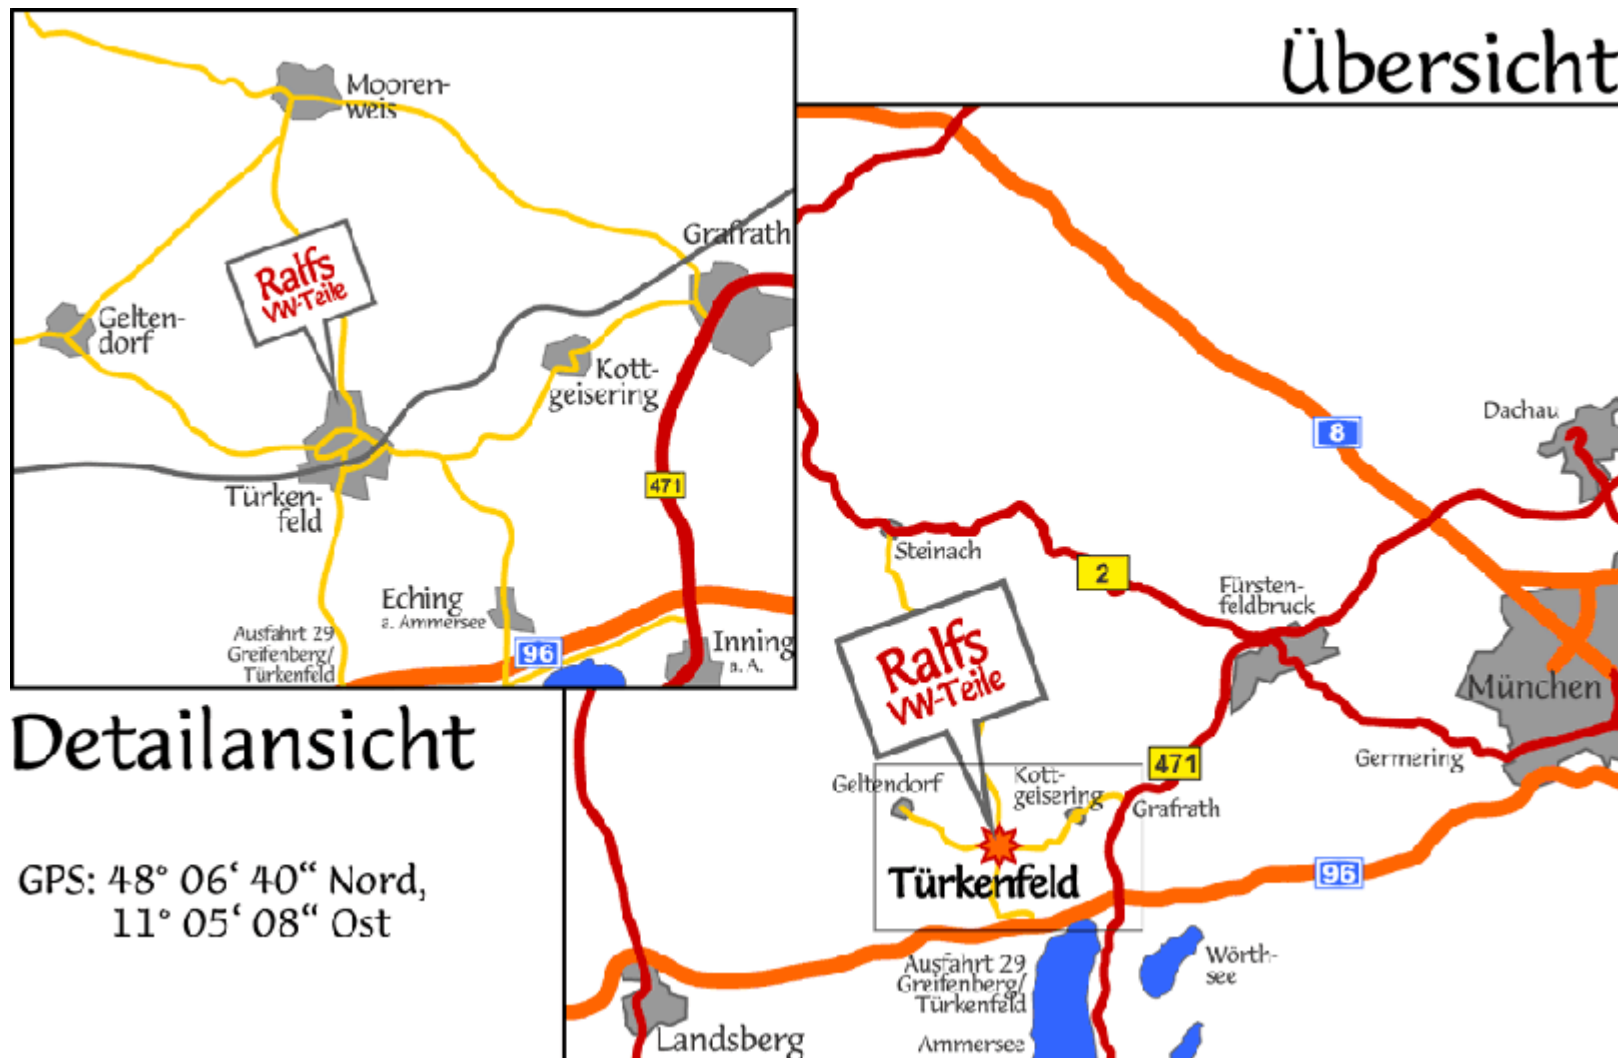 Übersicht
Mooren-
weis
Grafrath
Ralfs
VW-Teile
Gelten-
dorf
Kott-
geisering
471
Türken-
feld
Eching
a. Ammersee
Ausfahrt 29
Greifenberg/
Türkenfeld
96
Inning
a. A.
Detailansicht
GPS: 48° 06‘ 40“ Nord,
11° 05‘ 08“ Ost
8
Dachau
Steinach
2
Fürsten-
feldbruck
Ralfs
VW-Teile
München
Germering
471
Geltendorf
Kott-
geisering
Grafrath
Türkenfeld
96
Ausfahrt 29
Greifenberg/
Türkenfeld
Wörth-
see
Landsberg
Ammersee